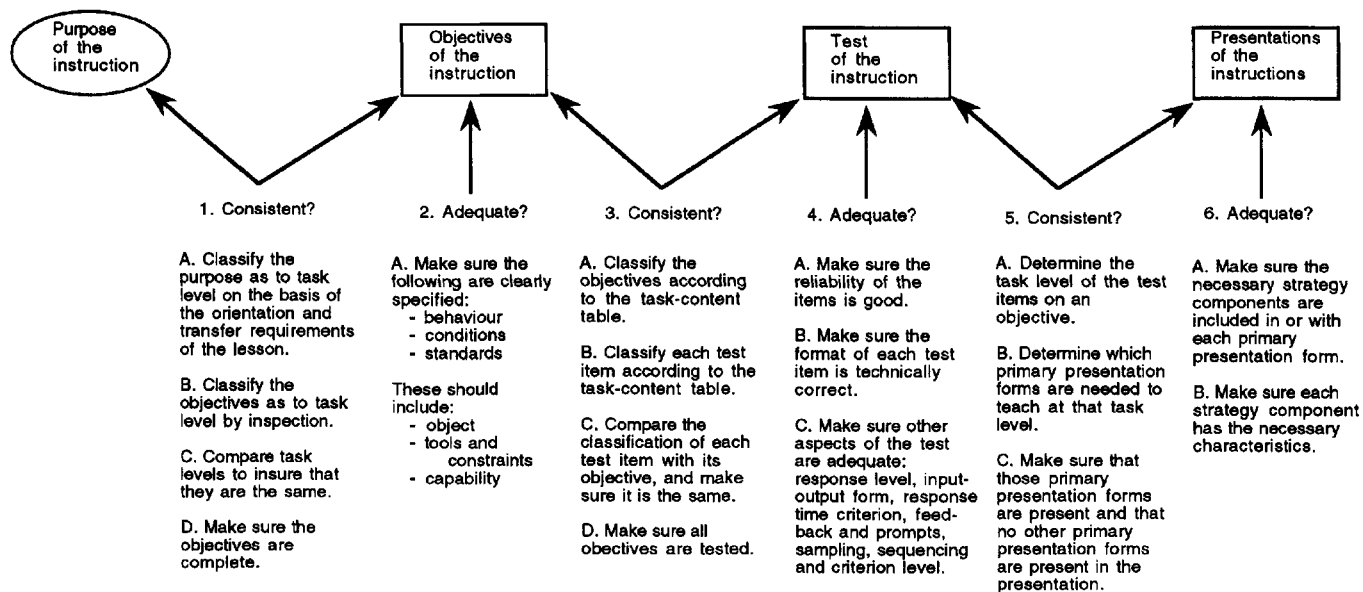 Purpose
of the
instruction
Objectives
of the
instruction
Test
of the
instruction
Presentations
of the
instructions
1. Consistent?
A. Classify the
purpose as to task
level on the basis of
the orientation and
transfer requirements
of the lesson.
B. Classify the
objectives as to task
level by inspection.
C. Compare task
levels to insure that
they are the same.
D. Make sure the
objectives are
complete.
2. Adequate?
A. Make sure the
following are clearly
specified:
- behaviour
- conditions
- standards
These should
include:
- object
- tools and
constraints
- capability
3. Consistent?
A. Classify the
objectives according
to the task-content
table.
B. Classify each test
item according to the
task-content table.
C. Compare the
classification of each
test item with its
objective, and make
sure it is the same.
D. Make sure all
obectives are tested.
4. Adequate?
A. Make sure the
reliability of the
items is good.
B. Make sure the
format of each test
item is technically
correct.
C. Make sure other
aspects of the test
are adequate:
response level, input-
output form, response
time criterion, feed-
back and prompts,
sampling, sequencing
and criterion level.
5. Consistent?
A. Determine the
task level of the test
items on an
objective.
B. Determine which
primary presentation
forms are needed to
teach at that task
level.
C. Make sure that
those primary
presentation forms
are present and that
no other primary
presentation forms
are present in the
presentation.
6. Adequate?
A. Make sure the
necessary strategy
components are
included in or with
each primary
presentation form.
B. Make sure each
strategy component
has the necessary
characteristics.